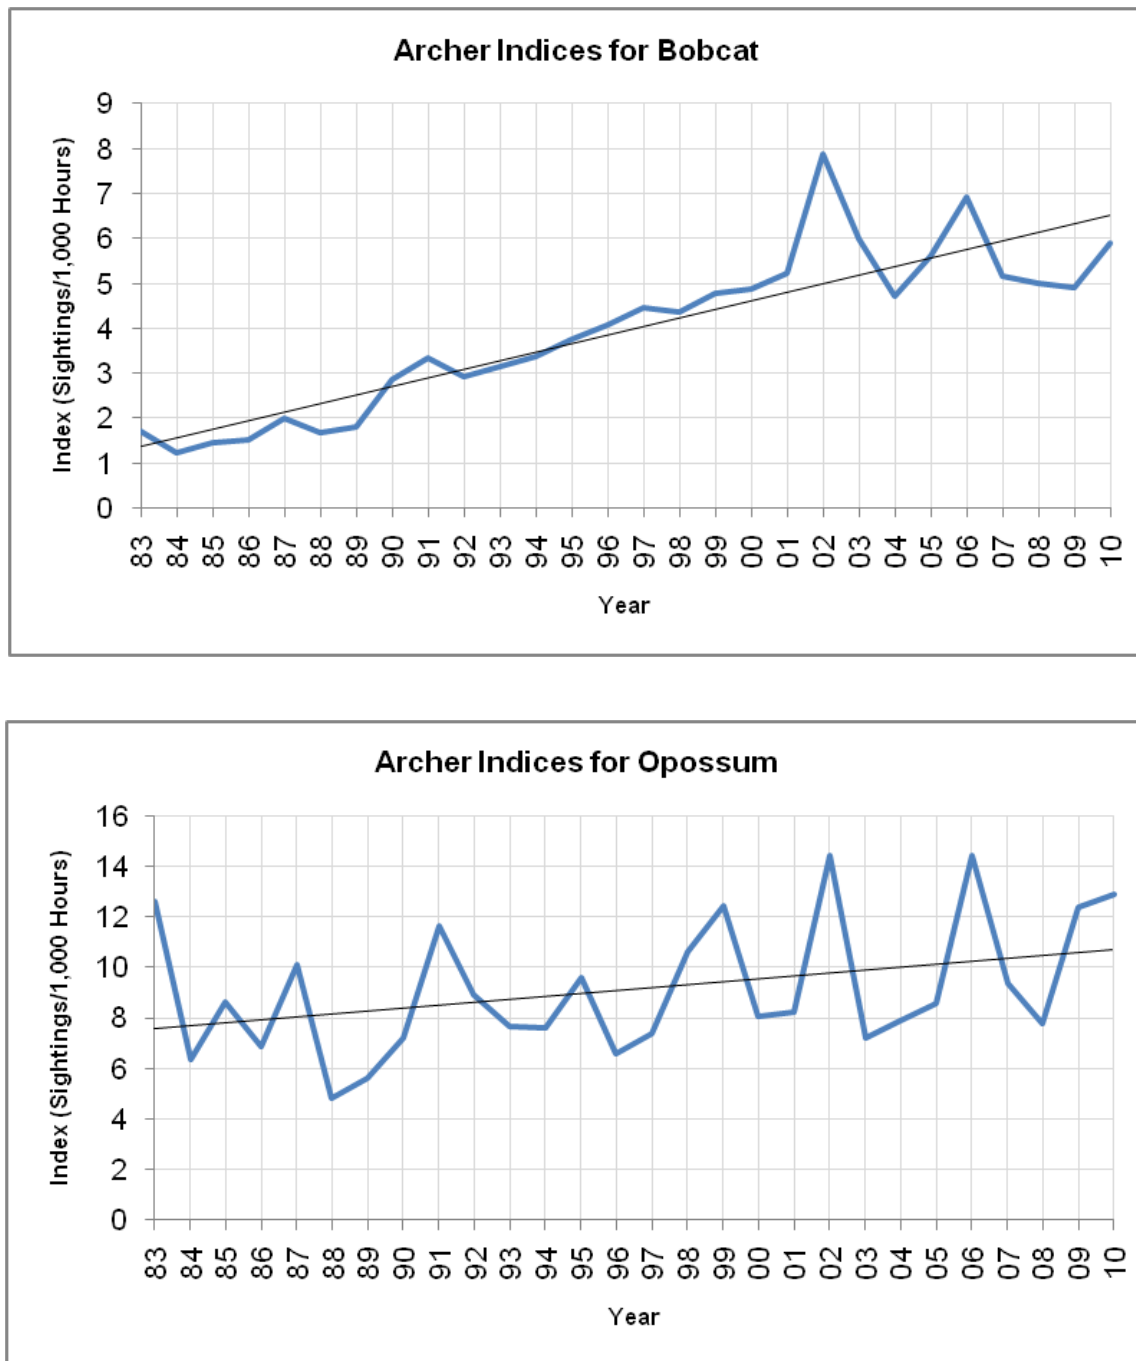 Archer Indices for Bobcat
Index (Sightings/1,000 Hours)
9
8
7
6
5
4
3
2
1
0
83 84 85 86 87 88 89 90 91 92 93 94 95 96 97 98 99 00 01 02 03 04 05 06 07 08 09 10
Year
Archer Indices for Opossum
Index (Sightings/1,000 Hours)
16
14
12
10
8
6
4
2
0
83 84 85 86 87 88 89 90 91 92 93 94 95 96 97 98 99 00 01 02 03 04 05 06 07 08 09 10
Year